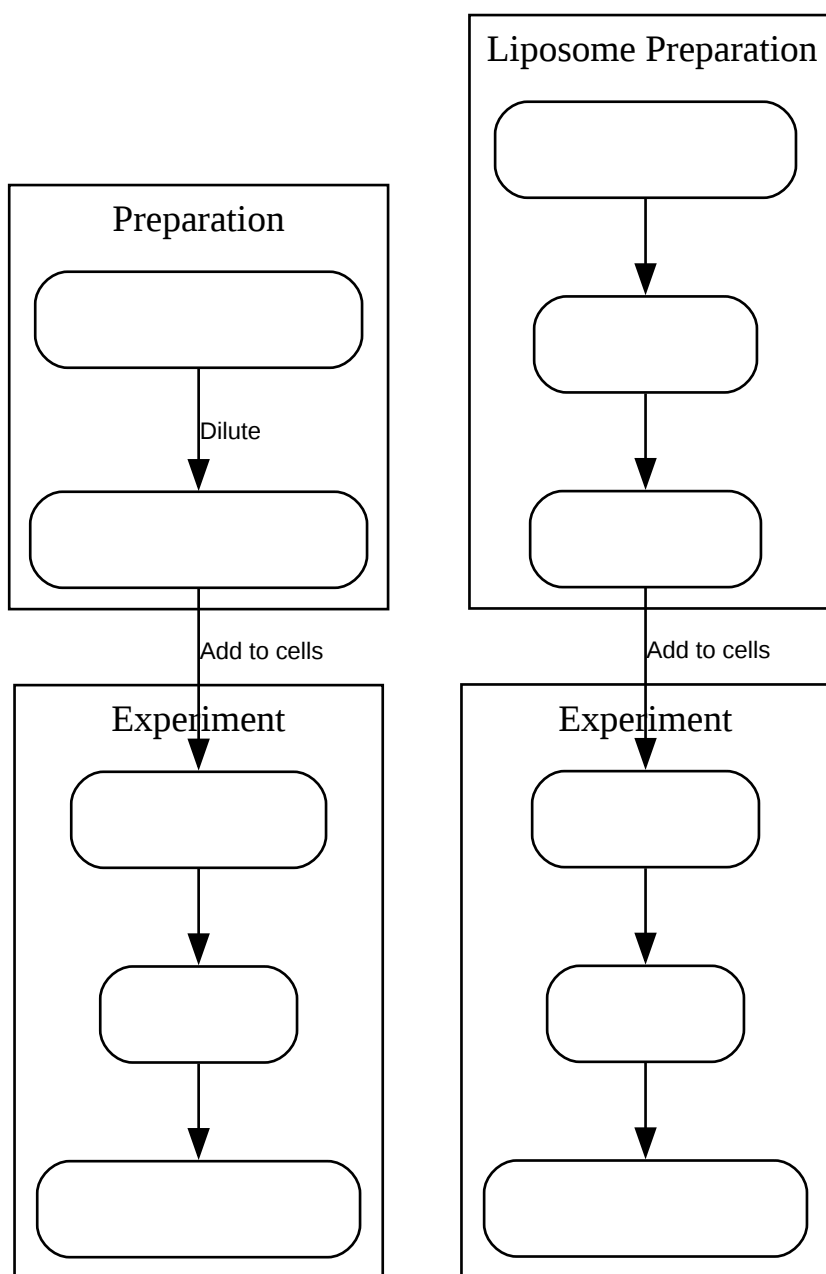 Preparation
Dilute
Add to cells
Experiment
Liposome Preparation
Add to cells
Experiment